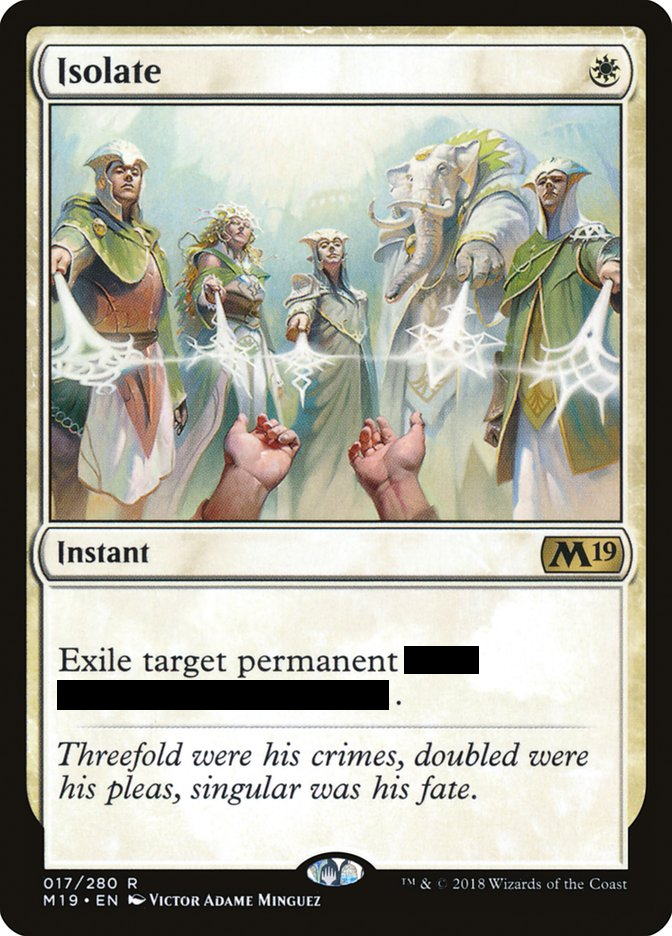 Isolate
Instant
M19
Exile target permanent
.
Threefold were his crimes, doubled were
his pleas, singular was his fate.
017/280 R
™ & © 2018 Wizards of the Coast
M19 • EN Victor Adame Minguez